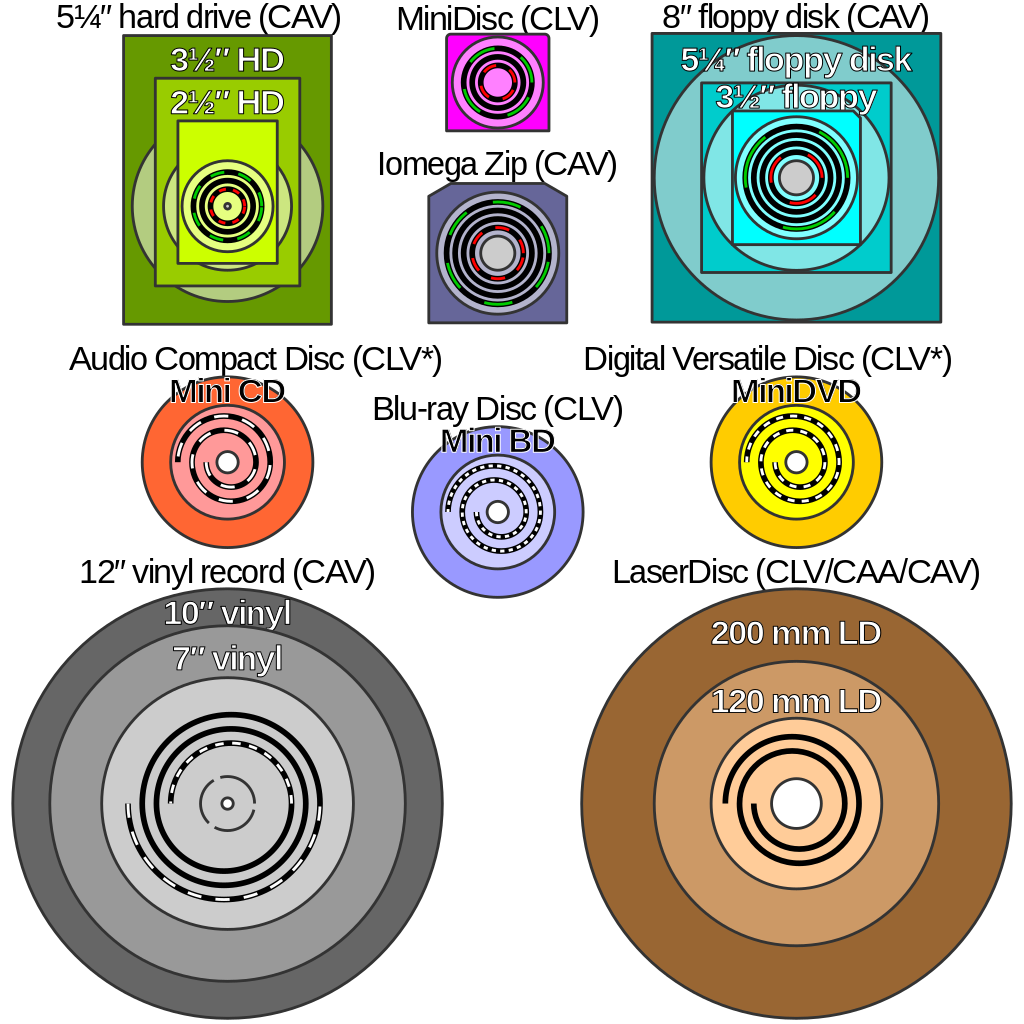 5¼″ hard drive (CAV)
3½″ HD
2½″ HD
MiniDisc (CLV)
Iomega Zip (CAV)
8″ floppy disk (CAV)
5¼″ floppy disk
3½″ floppy
Audio Compact Disc (CLV*)
Mini CD
Blu-ray Disc (CLV)
Mini BD
Digital Versatile Disc (CLV*)
MiniDVD
12″ vinyl record (CAV)
10″ vinyl
7″ vinyl
LaserDisc (CLV/CAA/CAV)
200 mm LD
120 mm LD